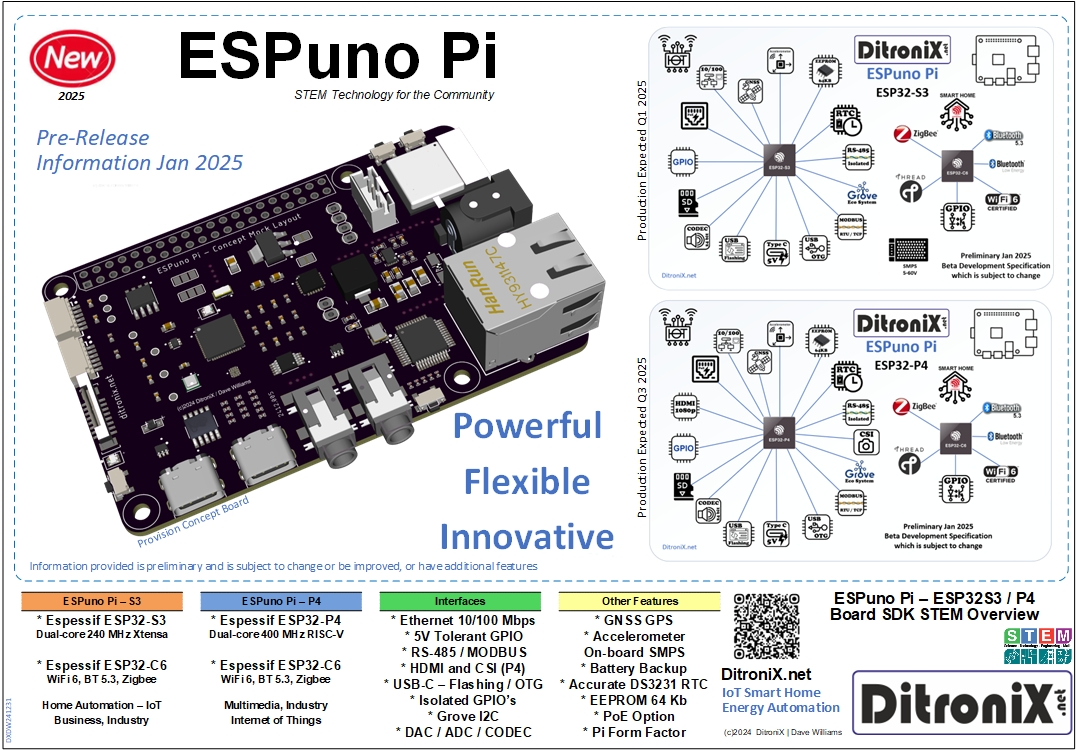 New
2025
ESPuno Pi
STEM Technology for the Community
Pre-Release
Information Jan 2025
ESPuno Pi – Concept Mock Layout
HanRun
HY931147C
ditronix.net
(c)2024 DitroniX / Dave Williams
Provision Concept Board
Powerful
Flexible
Innovative
Information provided is preliminary and is subject to change or be improved, or have additional features
Production Expected Q1 2025
DitroniX.net
ESPuno Pi
ESP32-S3
IOT
10/100
GNSS
EEPROM
64KB
RTC
RS-485
Isolated
Grove
Eco System
MODBUS
RTU / TCP
USB
OTG
Type C
5V
USB
Flashing
CODEC
SD
GPIO
ESP32-S3
SMART HOME
ZigBee
Bluetooth
5.3
Bluetooth
Low Energy
THREAD
ESP32-C6
Wi Fi 6
CERTIFIED
GPIO
SMPS
5-60V
DitroniX.net
Preliminary Jan 2025
Beta Development Specification
which is subject to change
Production Expected Q3 2025
DitroniX.net
ESPuno Pi
ESP32-P4
IOT
10/100
GNSS
EEPROM
64KB
RTC
HDMI
1080p
RS-485
Isolated
CSI
GPIO
Grove
Eco System
SD
MODBUS
RTU / TCP
CODEC
USB
Flashing
Type C
5V
USB
OTG
ESP32-P4
SMART HOME
ZigBee
Bluetooth
5.3
Bluetooth
THREAD
ESP32-C6
Wi Fi 6
CERTIFIED
GPIO
DitroniX.net
Preliminary Jan 2025
Beta Development Specification
which is subject to change
ESPuno Pi – S3
* Espessif ESP32-S3
Dual-core 240 MHz Xtensa
* Espessif ESP32-C6
WiFi 6, BT 5.3, Zigbee
Home Automation – IoT
Business, Industry
ESPuno Pi – P4
* Espessif ESP32-P4
Dual-core 400 MHz RISC-V
* Espessif ESP32-C6
WiFi 6, BT 5.3, Zigbee
Multimedia, Industry
Internet of Things
Interfaces
* Ethernet 10/100 Mbps
* 5V Tolerant GPIO
* RS-485 / MODBUS
* HDMI and CSI (P4)
* USB-C – Flashing / OTG
* Isolated GPIO's
* Grove I2C
* DAC / ADC / CODEC
Other Features
* GNSS GPS
* Accelerometer
On-board SMPS
* Battery Backup
* Accurate DS3231 RTC
* EEPROM 64 Kb
* PoE Option
* Pi Form Factor
DitroniX.net
IoT Smart Home
Energy Automation
(c)2024 DitroniX | Dave Williams
ESPuno Pi – ESP32S3 / P4
Board SDK STEM Overview
STEM
DitroniX.net
DXDW241231